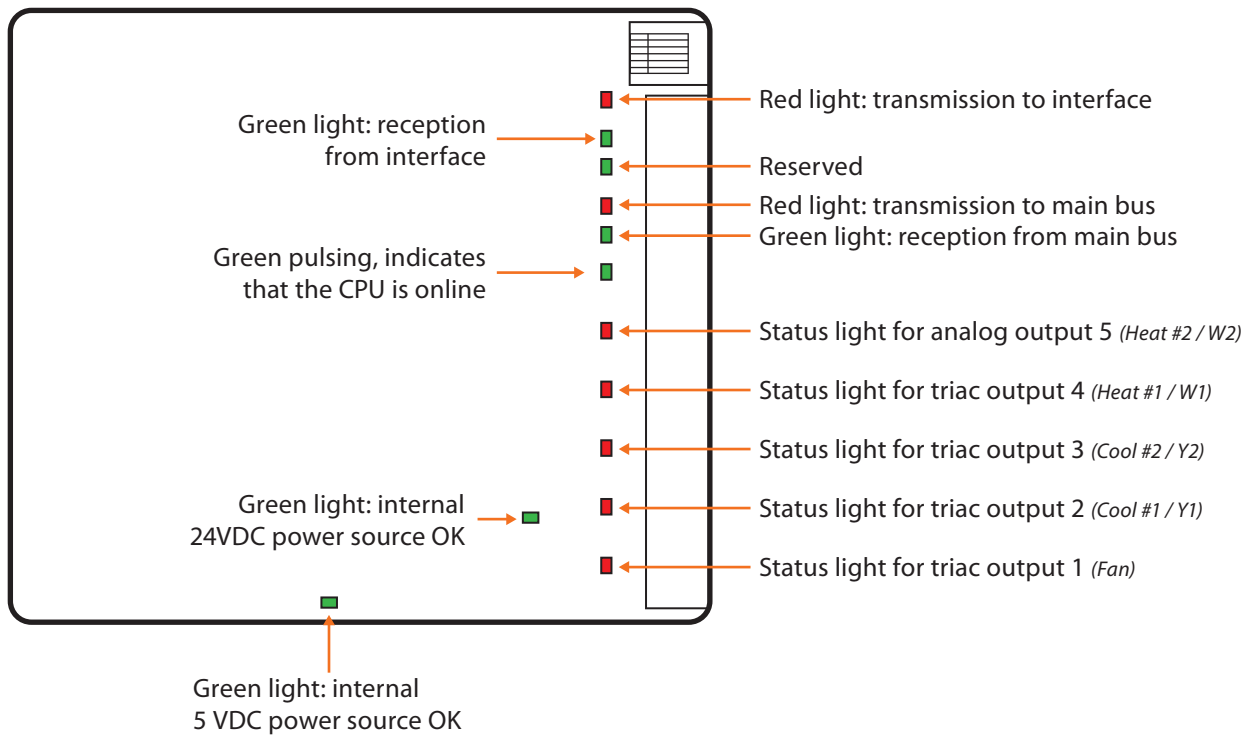 Red light: transmission to interface
Green light: reception
from interface
Reserved
Red light: transmission to main bus
Green light: reception from main bus
Green pulsing, indicates
that the CPU is online
Status light for analog output 5 (Heat #2 / W2)
Status light for triac output 4 (Heat #1 / W1)
Status light for triac output 3 (Cool #2 / Y2)
Green light: internal
24VDC power source OK
Status light for triac output 2 (Cool #1 / Y1)
Status light for triac output 1 (Fan)
Green light: internal
5 VDC power source OK